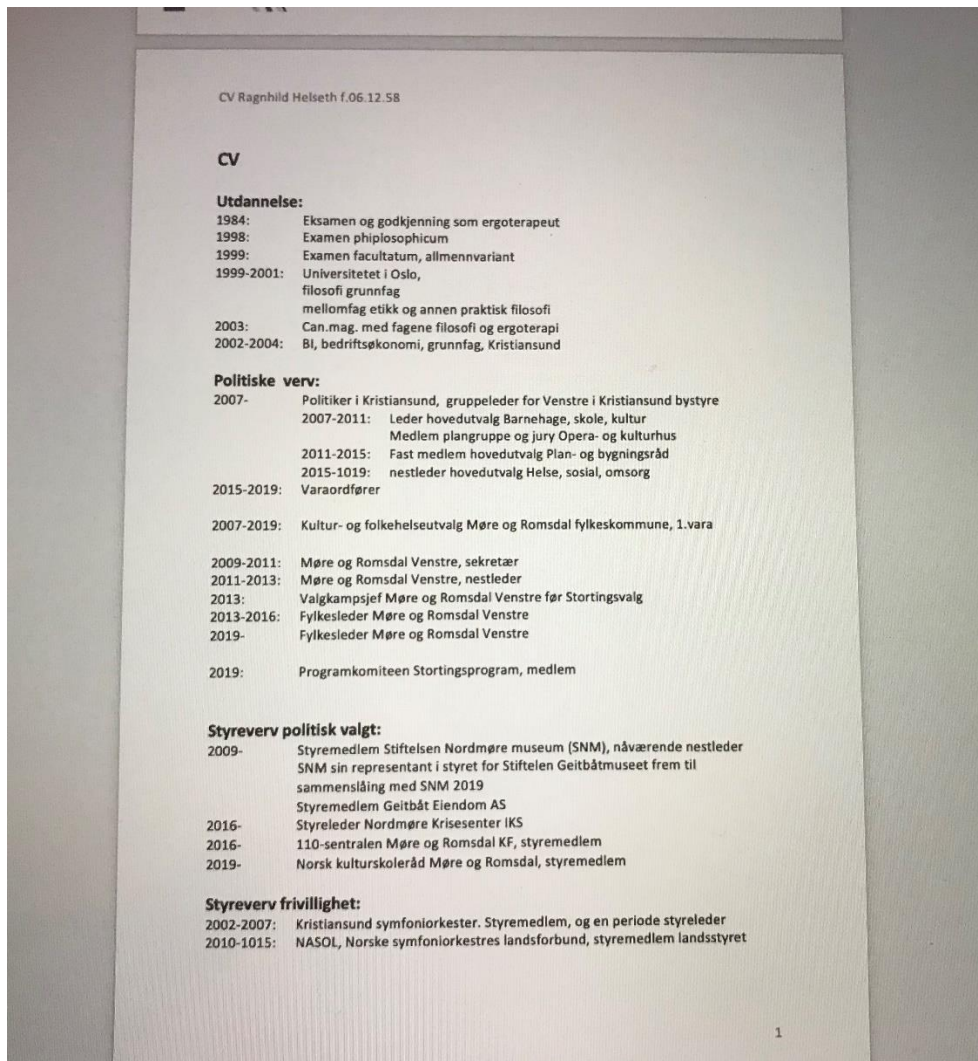 CV Ragnhild Helseth f.06.12.58
CV
Utdannelse:
1984: Eksamen og godkjenning som ergoterapeut
1998: Examen phiplosophicum
1999: Examen facultatum, allmennvariant
1999-2001: Universitetet i Oslo,
filosofi grunnfag
mellomfag etikk og annen praktisk filosofi
2003: Can.mag. med fagene filosofi og ergoterapi
2002-2004: BI, bedriftsøkonomi, grunnfag, Kristiansund
Politiske verv:
2007- Politiker i Kristiansund, gruppeleder for Venstre i Kristiansund bystyre
2007-2011: Leder hovedutvalg Barnehage, skole, kultur
Medlem plangruppe og jury Opera- og kulturhus
2011-2015: Fast medlem hovedutvalg Plan- og bygningsråd
2015-1019: nestleder hovedutvalg Helse, sosial, omsorg
2015-2019: Varaordfører
2007-2019: Kultur- og folkehelseutvalg Møre og Romsdal fylkeskommune, 1.vara
2009-2011: Møre og Romsdal Venstre, sekretær
2011-2013: Møre og Romsdal Venstre, nestleder
2013: Valgkampsjef Møre og Romsdal Venstre før Stortingsvalg
2013-2016: Fylkesleder Møre og Romsdal Venstre
2019- Fylkesleder Møre og Romsdal Venstre
2019: Programkomiteen Stortingsprogram, medlem
Styreverv politisk valgt:
2009- Styremedlem Stiftelsen Nordmøre museum (SNM), nåværende nestleder
SNM sin representant i styret for Stiftelen Geitbåtmuseet frem til
sammenslåing med SNM 2019
Styremedlem Geitbåt Eiendom AS
2016- Styreleder Nordmøre Krisesenter IKS
2016- 110-sentralen Møre og Romsdal KF, styremedlem
2019- Norsk kulturskoleråd Møre og Romsdal, styremedlem
Styreverv frivillighet:
2002-2007: Kristiansund symfoniorkester. Styremedlem, og en periode styreleder
2010-1015: NASOL, Norske symfoniorkestres landsforbund, styremedlem landsstyret
1